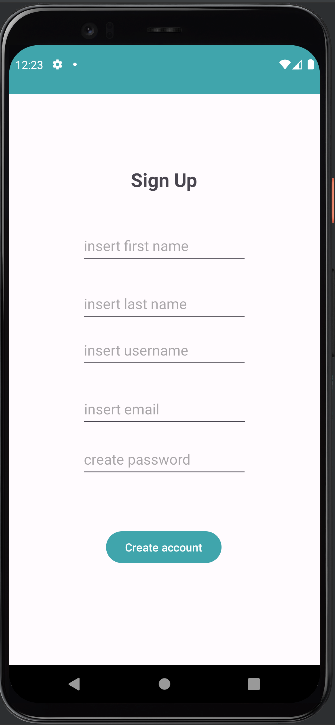 12:23
Sign Up
insert first name
insert last name
insert username
insert email
create password
Create account